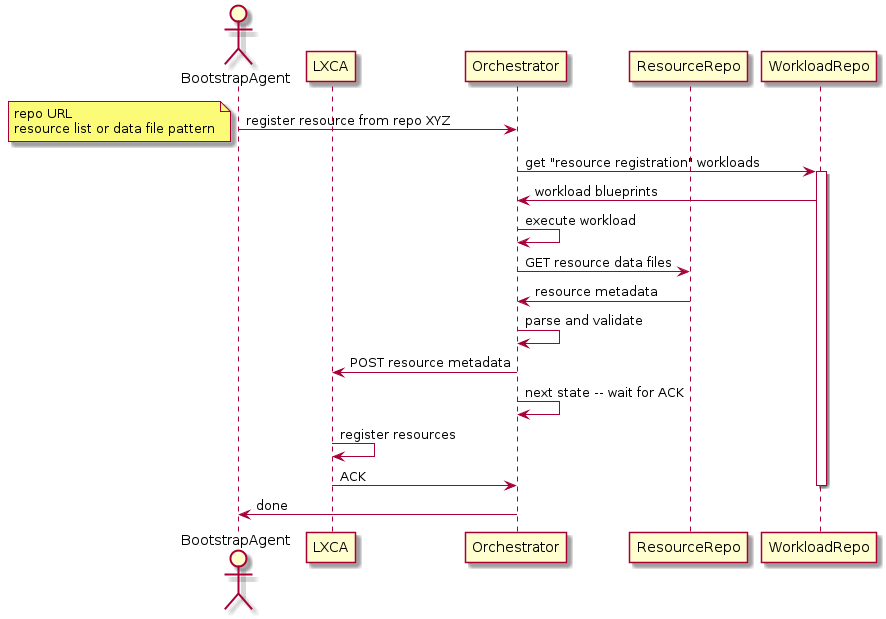 BootstrapAgent
LXCA
Orchestrator
ResourceRepo
WorkloadRepo
repo URL
resource list or data file pattern
register resource from repo XYZ
get "resource registration" workloads
workload blueprints
execute workload
GET resource data files
resource metadata
parse and validate
POST resource metadata
next state -- wait for ACK
register resources
ACK
done
BootstrapAgent
LXCA
Orchestrator
ResourceRepo
WorkloadRepo